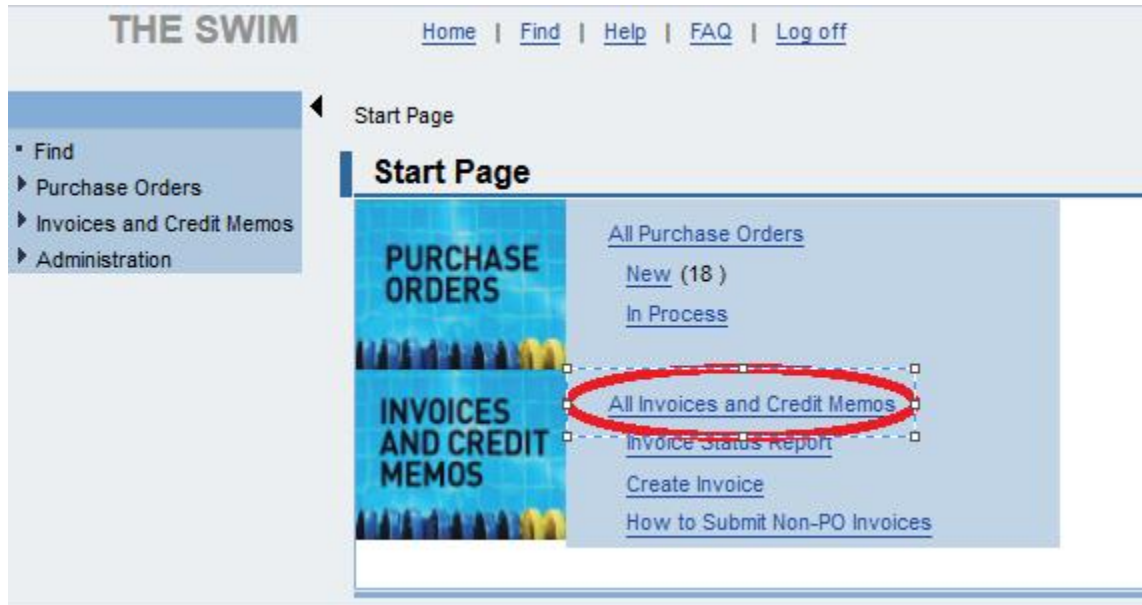 THE SWIM
Home | Find | Help | FAQ | Log off
Start Page
Find
Purchase Orders
Invoices and Credit Memos
Administration
Start Page
PURCHASE
ORDERS
All Purchase Orders
New (18 )
In Process
INVOICES
AND CREDIT
MEMOS
All Invoices and Credit Memos
Invoice Status Report
Create Invoice
How to Submit Non-PO Invoices